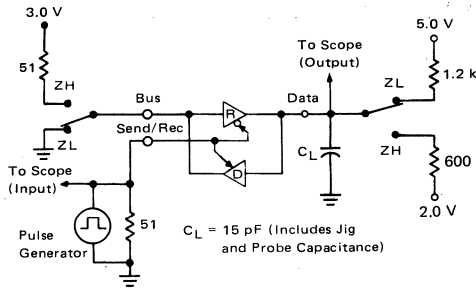 3.0 V
51
ZH
ZL
Bus
Send/Rec
R
D
Data
To Scope
(Output)
5.0 V
1.2 k
ZL
ZH
600
2.0 V
CL
To Scope
(Input)
Pulse
Generator
51
CL = 15 pF (Includes Jig
and Probe Capacitance)